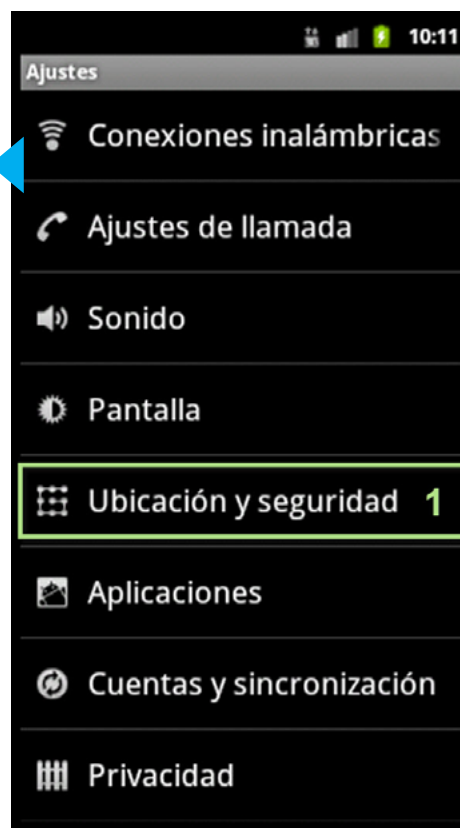 10:11
Ajustes
Conexiones inalámbricas
Ajustes de llamada
Sonido
Pantalla
Ubicación y seguridad 1
Aplicaciones
Cuentas y sincronización
Privacidad